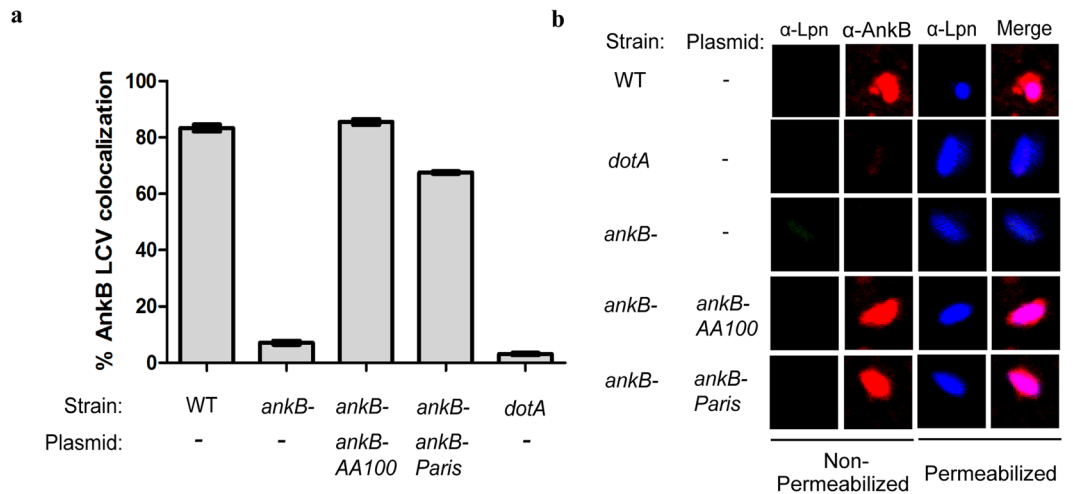 a
% AnkB LCV colocalization
100
80
60
40
20
0
Strain: WT ankB- ankB- ankB- dotA
Plasmid: - - ankB-AA100 ankB-Paris -
b
α-Lpn α-AnkB α-Lpn Merge
Strain: Plasmid:
WT -
dotA -
ankB- -
ankB- ankB-
AA100
ankB- ankB-
Paris
Non-
Permeabilized
Permeabilized